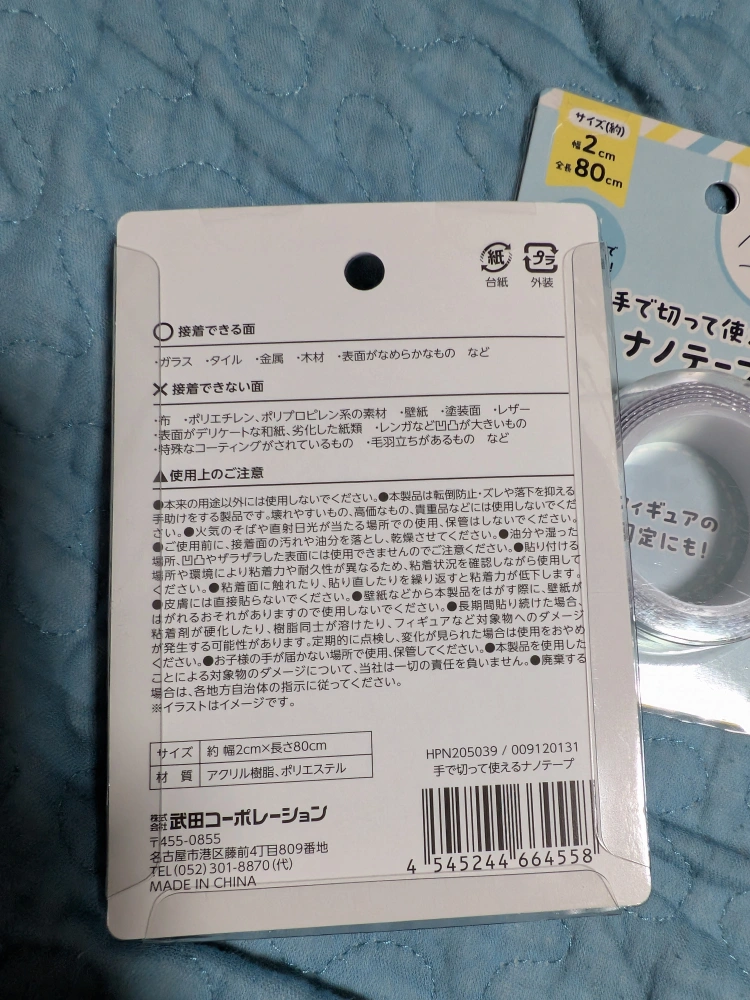 紙
プラ
台紙
外装
接着できる面
・ガラス ・タイル ・金属 ・木材 ・表面がなめらかなもの など
接着できない面
・布 ・ポリエチレン、ポリプロピレン系の素材 ・壁紙 ・塗装面 ・レザー
・表面がデリケートな和紙、劣化した紙類 ・レンガなど凹凸が大きいもの
・特殊なコーティングがされているもの ・毛羽立ちがあるもの など
使用上のご注意
●本来の用途以外には使用しないでください。●本製品は転倒防止・ズレや落下を抑える
手助けをする製品です。壊れやすいもの、高価なもの、貴重品などには使用しないでくだ
さい。●火気のそばや直射日光が当たる場所での使用、保管はしないでください。
●ご使用前に、接着面の汚れや油分を落とし、乾燥させてください。●油分や湿った
場所、凹凸やザラザラした表面には使用できませんのでご注意ください。●貼り付ける
場所や環境により粘着力や耐久性が異なるため、粘着状況を確認しながら使用して
ください。●粘着面に触れたり、貼り直したりを繰り返すと粘着力が低下します。
●皮膚には直接貼らないでください。●壁紙などから本製品をはがす際に、壁紙が
はがれるおそれがありますので使用しないでください。●長期間貼り続けた場合、
粘着剤が硬化したり、樹脂同士が溶けたり、フィギュアなど対象物へのダメージ
が発生する可能性があります。定期的に点検し、変化が見られた場合は使用をおやめ
ください。●お子様の手が届かない場所で使用、保管してください。●本製品を使用した
ことによる対象物のダメージについて、当社は一切の責任を負いません。●廃棄する
場合は、各地方自治体の指示に従ってください。
※イラストはイメージです。
サイズ 約 幅2cm×長さ80cm
材 質 アクリル樹脂、ポリエステル
HPN205039 / 009120131
手で切って使えるナノテープ
4 545244 664558
株式会社 武田コーポレーション
〒455-0855
名古屋市港区藤前4丁目809番地
TEL(052)301-8870(代)
MADE IN CHINA
サイズ(約)
幅2cm
全長80cm
手で切って使
ナノテープ
フィギュアの
固定にも!